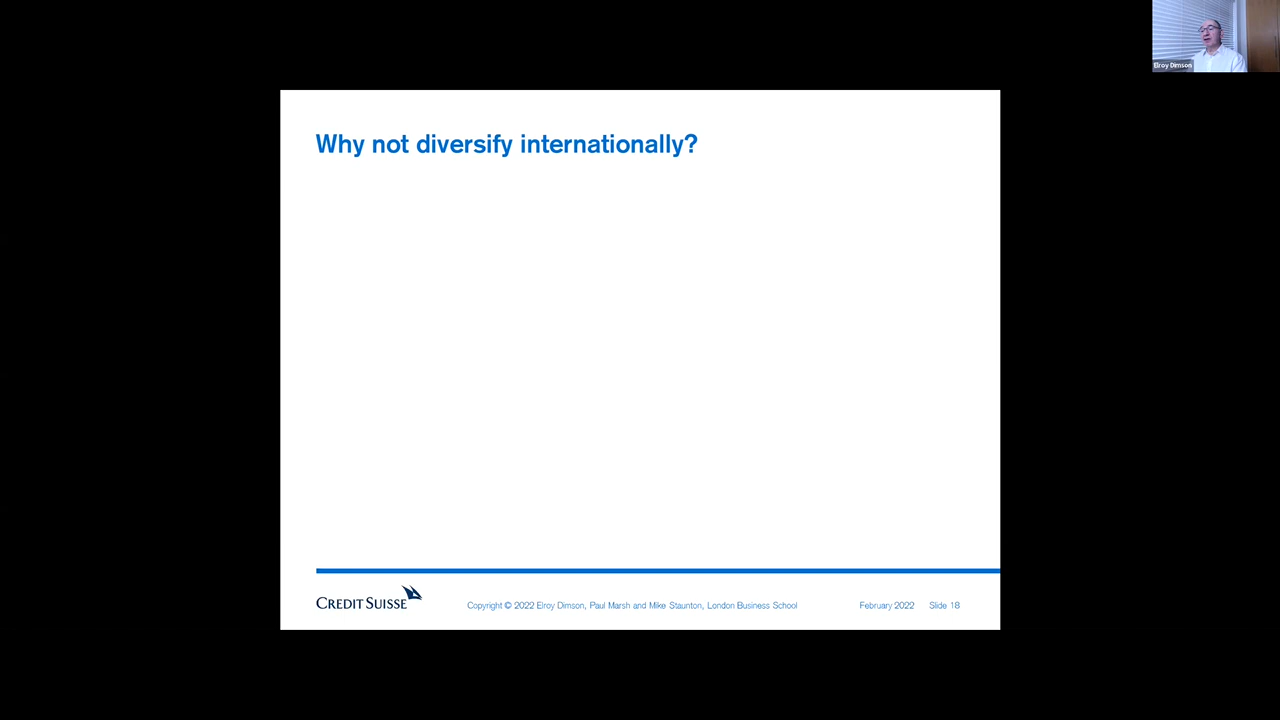 Elroy Dimson
Why not diversify internationally?
CREDIT SUISSE
Copyright © 2022 Elroy Dimson, Paul Marsh and Mike Staunton, London Business School
February 2022
Slide 18